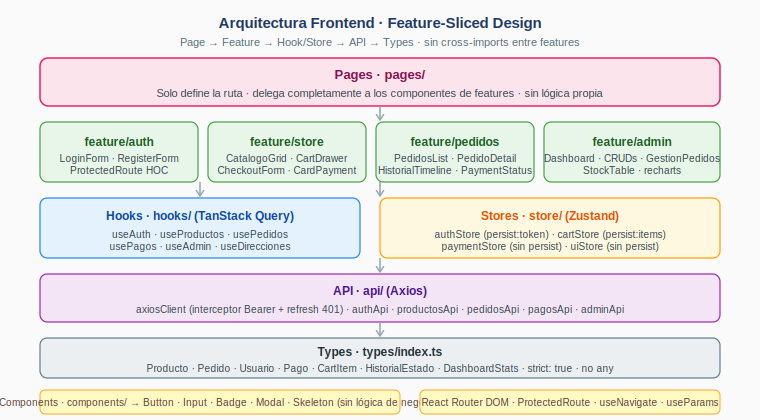 Arquitectura Frontend · Feature-Sliced Design
Page → Feature → Hook/Store → API → Types · sin cross-imports entre features
Pages · pages/
Solo define la ruta · delega completamente a los componentes de features · sin lógica propia
feature/auth
LoginForm · RegisterForm
ProtectedRoute HOC
feature/store
CatalogoGrid · CartDrawer
CheckoutForm · CardPayment
feature/pedidos
PedidosList · PedidoDetail
HistorialTimeline · PaymentStatus
feature/admin
Dashboard · CRUDs · GestionPedidos
StockTable · recharts
Hooks · hooks/ (TanStack Query)
useAuth · useProductos · usePedidos
usePagos · useAdmin · useDirecciones
Stores · store/ (Zustand)
authStore (persist:token) · cartStore (persist:items)
paymentStore (sin persist) · uiStore (sin persist)
API · api/ (Axios)
axiosClient (interceptor Bearer + refresh 401) · authApi · productosApi · pedidosApi · pagosApi · adminApi
Types · types/index.ts
Producto · Pedido · Usuario · Pago · CartItem · HistorialEstado · DashboardStats · strict: true · no any
Components · components/ → Button · Input · Badge · Modal · Skeleton (sin lógica de neg
React Router DOM · ProtectedRoute · useNavigate · useParams